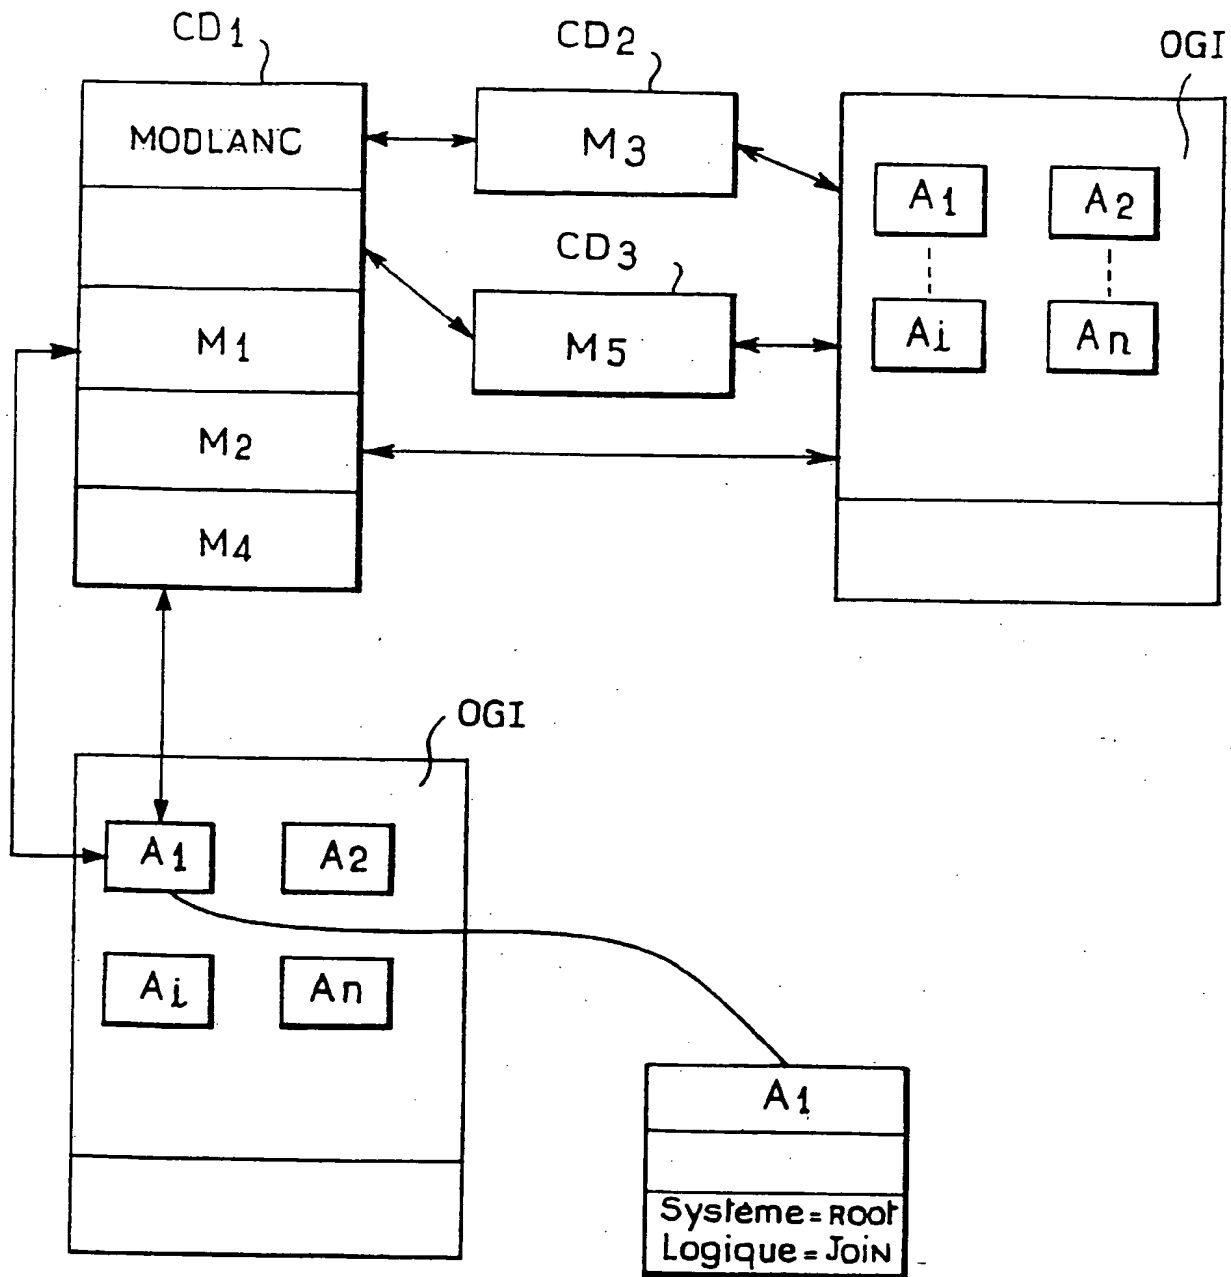 CD1
CD2
OGI
MODLANC
M3
A1
A2
CD3
M1
M5
Ai
An
M2
M4
OGI
A1
A2
Ai
An
A1
Système=ROOT
Logique=JOIN